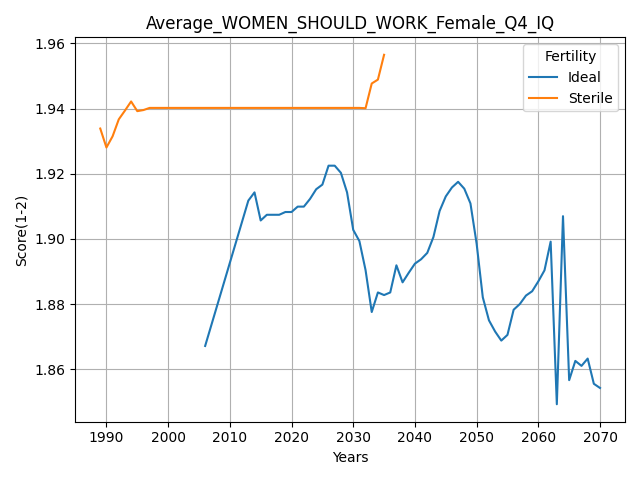 Average_WOMEN_SHOULD_WORK_Female_Q4_IQ
1.96
1.94
1.92
1.90
1.88
1.86
Score(1-2)
Fertility
Ideal
Sterile
1990 2000 2010 2020 2030 2040 2050 2060 2070
Years